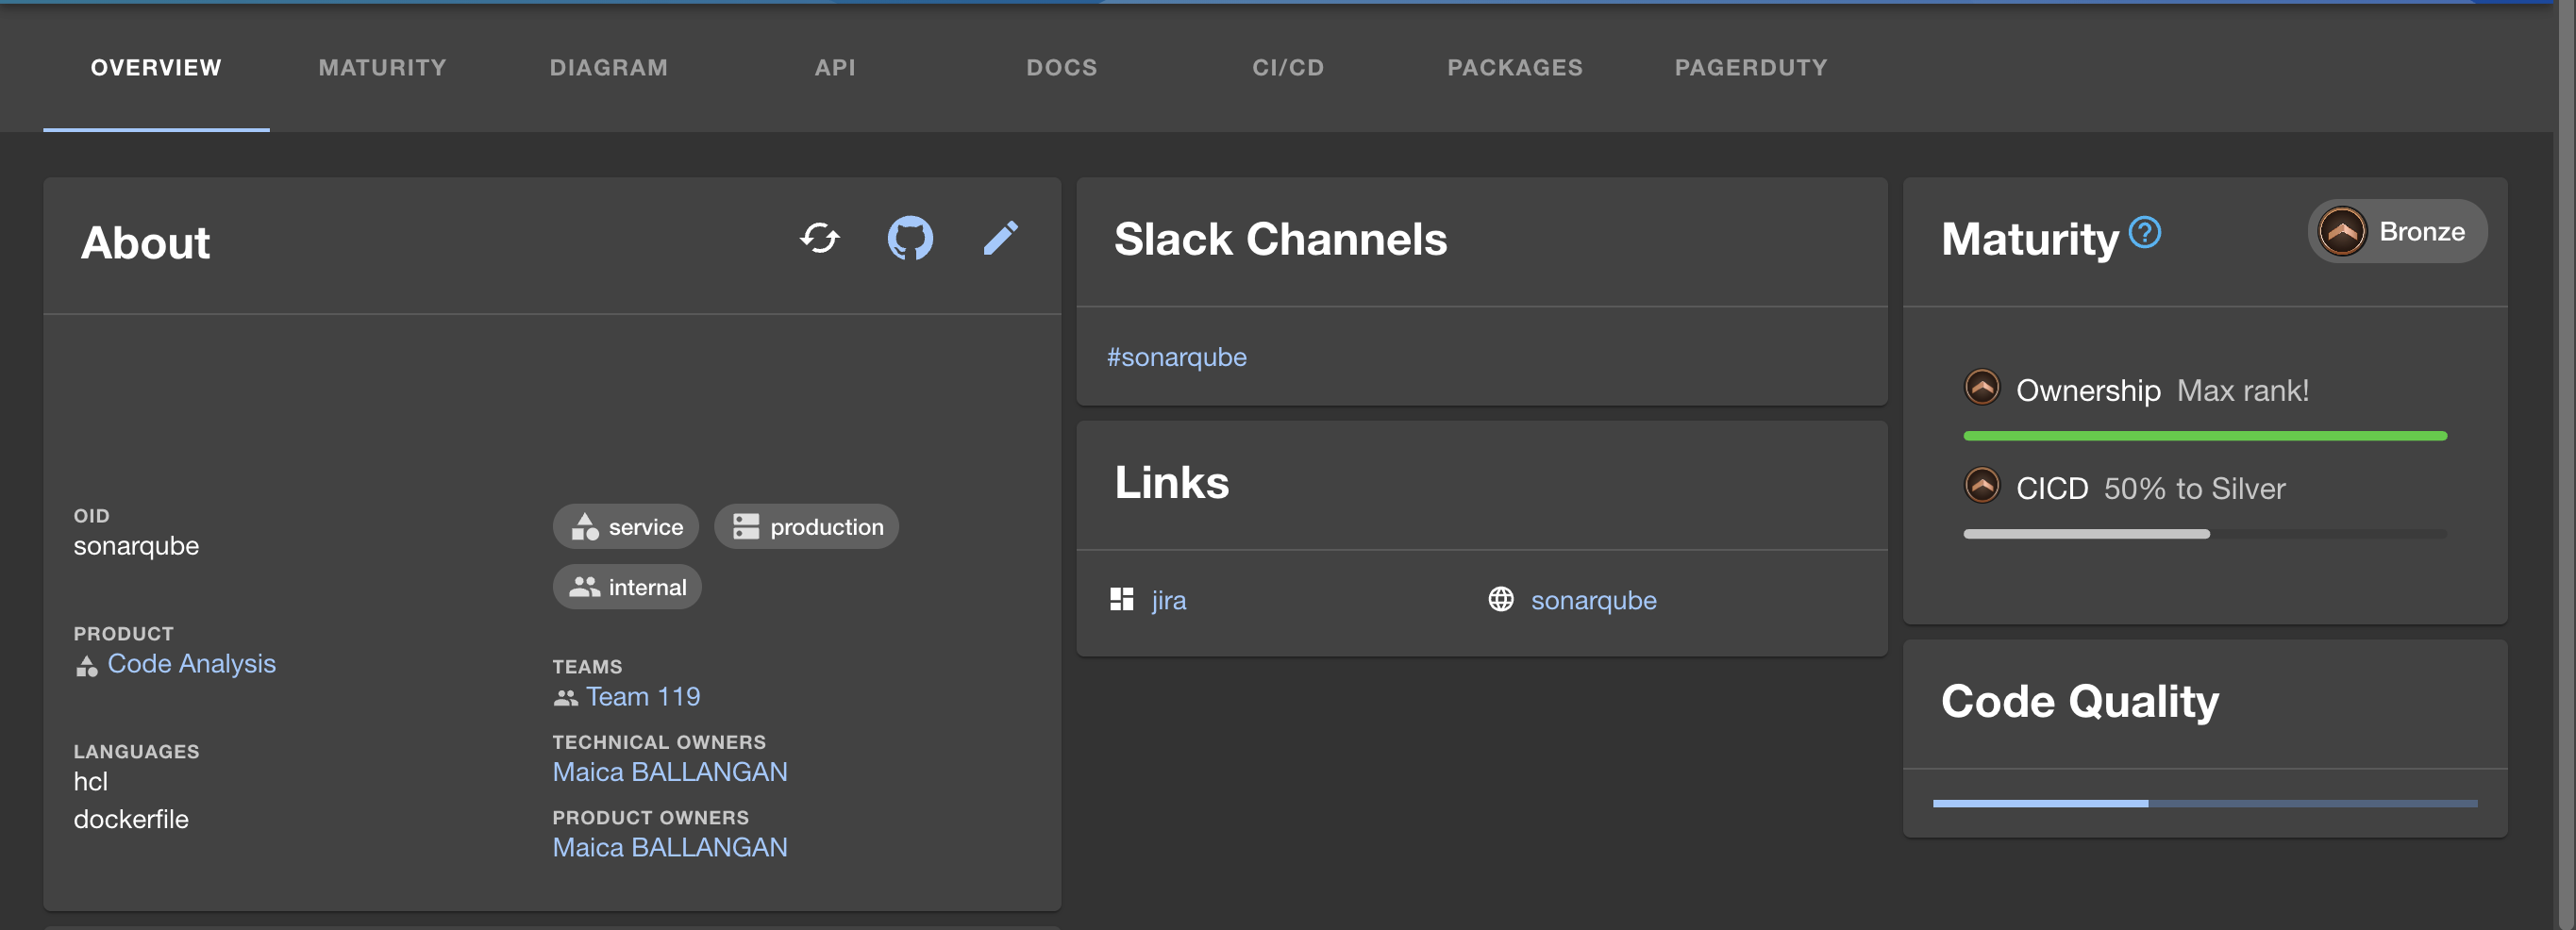 OVERVIEW MATURITY DIAGRAM API DOCS CI/CD PACKAGES PAGERDUTY
About
OID
sonarqube
PRODUCT
Code Analysis
LANGUAGES
hcl
dockerfile
service production
internal
TEAMS
Team 119
TECHNICAL OWNERS
Maica BALLANGAN
PRODUCT OWNERS
Maica BALLANGAN
Slack Channels
#sonarqube
Links
jira sonarqube
Maturity ? Bronze
Ownership Max rank!
CICD 50% to Silver
Code Quality